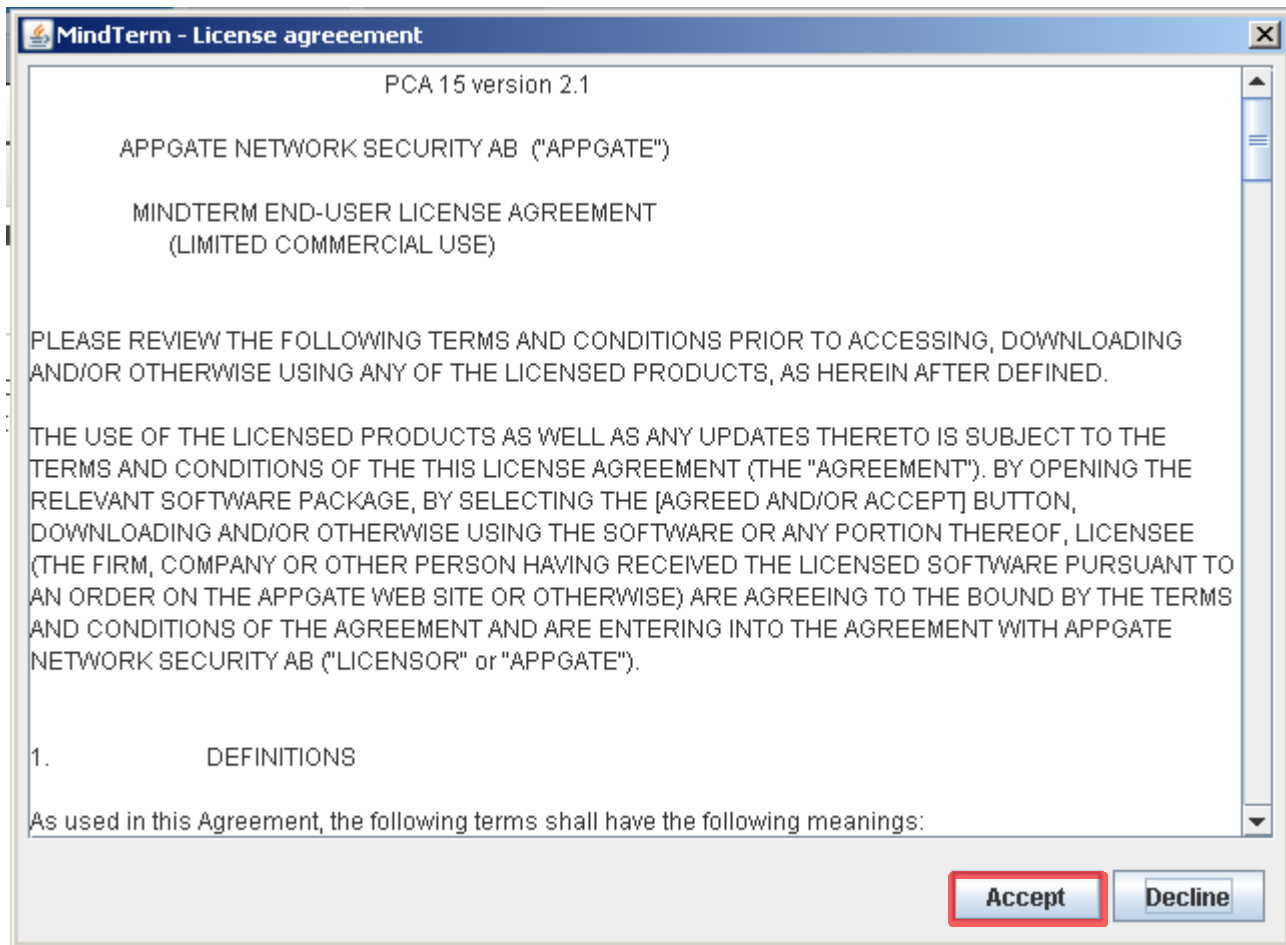 MindTerm - License agreeement
PCA 15 version 2.1
APPGATE NETWORK SECURITY AB ("APPGATE")
MINDTERM END-USER LICENSE AGREEMENT
(LIMITED COMMERCIAL USE)
PLEASE REVIEW THE FOLLOWING TERMS AND CONDITIONS PRIOR TO ACCESSING, DOWNLOADING
AND/OR OTHERWISE USING ANY OF THE LICENSED PRODUCTS, AS HEREIN AFTER DEFINED.
THE USE OF THE LICENSED PRODUCTS AS WELL AS ANY UPDATES THERETO IS SUBJECT TO THE
TERMS AND CONDITIONS OF THE THIS LICENSE AGREEMENT (THE "AGREEMENT"). BY OPENING THE
RELEVANT SOFTWARE PACKAGE, BY SELECTING THE [AGREED AND/OR ACCEPT] BUTTON,
DOWNLOADING AND/OR OTHERWISE USING THE SOFTWARE OR ANY PORTION THEREOF, LICENSEE
(THE FIRM, COMPANY OR OTHER PERSON HAVING RECEIVED THE LICENSED SOFTWARE PURSUANT TO
AN ORDER ON THE APPGATE WEB SITE OR OTHERWISE) ARE AGREEING TO THE BOUND BY THE TERMS
AND CONDITIONS OF THE AGREEMENT AND ARE ENTERING INTO THE AGREEMENT WITH APPGATE
NETWORK SECURITY AB ("LICENSOR" or "APPGATE").
1. DEFINITIONS
As used in this Agreement, the following terms shall have the following meanings:
Accept Decline